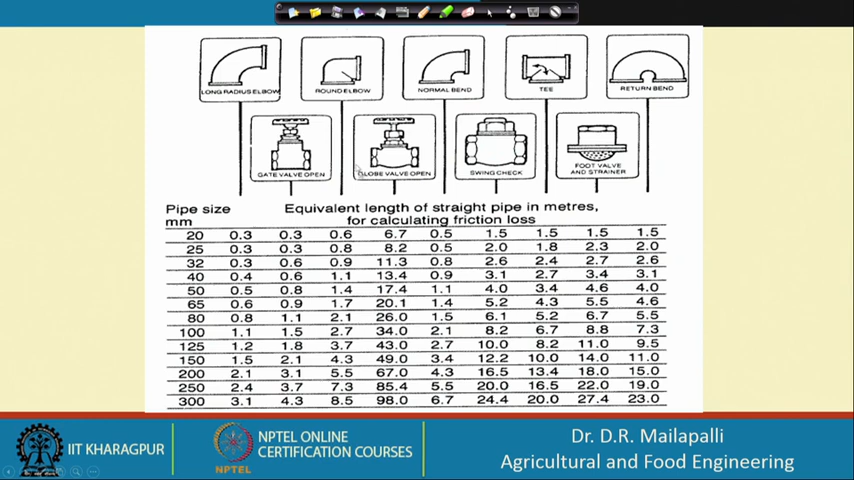 LONG RADIUS ELBOW
ROUND ELBOW
NORMAL BEND
TEE
RETURN BEND
GATE VALVE OPEN
GLOBE VALVE OPEN
SWING CHECK
FOOT VALVE
AND STRAINER
Pipe size Equivalent length of straight pipe in metres,
mm for calculating friction loss
20 0.3 0.3 0.6 6.7 0.5 1.5 1.5 1.5 1.5
25 0.3 0.3 0.8 8.2 0.5 2.0 1.8 2.3 2.0
32 0.3 0.6 0.9 11.3 0.8 2.6 2.4 2.7 2.6
40 0.4 0.6 1.1 13.4 0.9 3.1 2.7 3.4 3.1
50 0.5 0.8 1.4 17.4 1.1 4.0 3.4 4.6 4.0
65 0.6 0.9 1.7 20.1 1.4 5.2 4.3 5.5 4.6
80 0.8 1.1 2.1 26.0 1.5 6.1 5.2 6.7 5.5
100 1.1 1.5 2.7 34.0 2.1 8.2 6.7 8.8 7.3
125 1.2 1.8 3.7 43.0 2.7 10.0 8.2 11.0 9.5
150 1.5 2.1 4.3 49.0 3.4 12.2 10.0 14.0 11.0
200 2.1 3.1 5.5 67.0 4.3 16.5 13.4 18.0 15.0
250 2.4 3.7 7.3 85.4 5.5 20.0 16.5 22.0 19.0
300 3.1 4.3 8.5 98.0 6.7 24.4 20.0 27.4 23.0
IIT KHARAGPUR
NPTEL
NPTEL ONLINE
CERTIFICATION COURSES
Dr. D.R. Mailapalli
Agricultural and Food Engineering